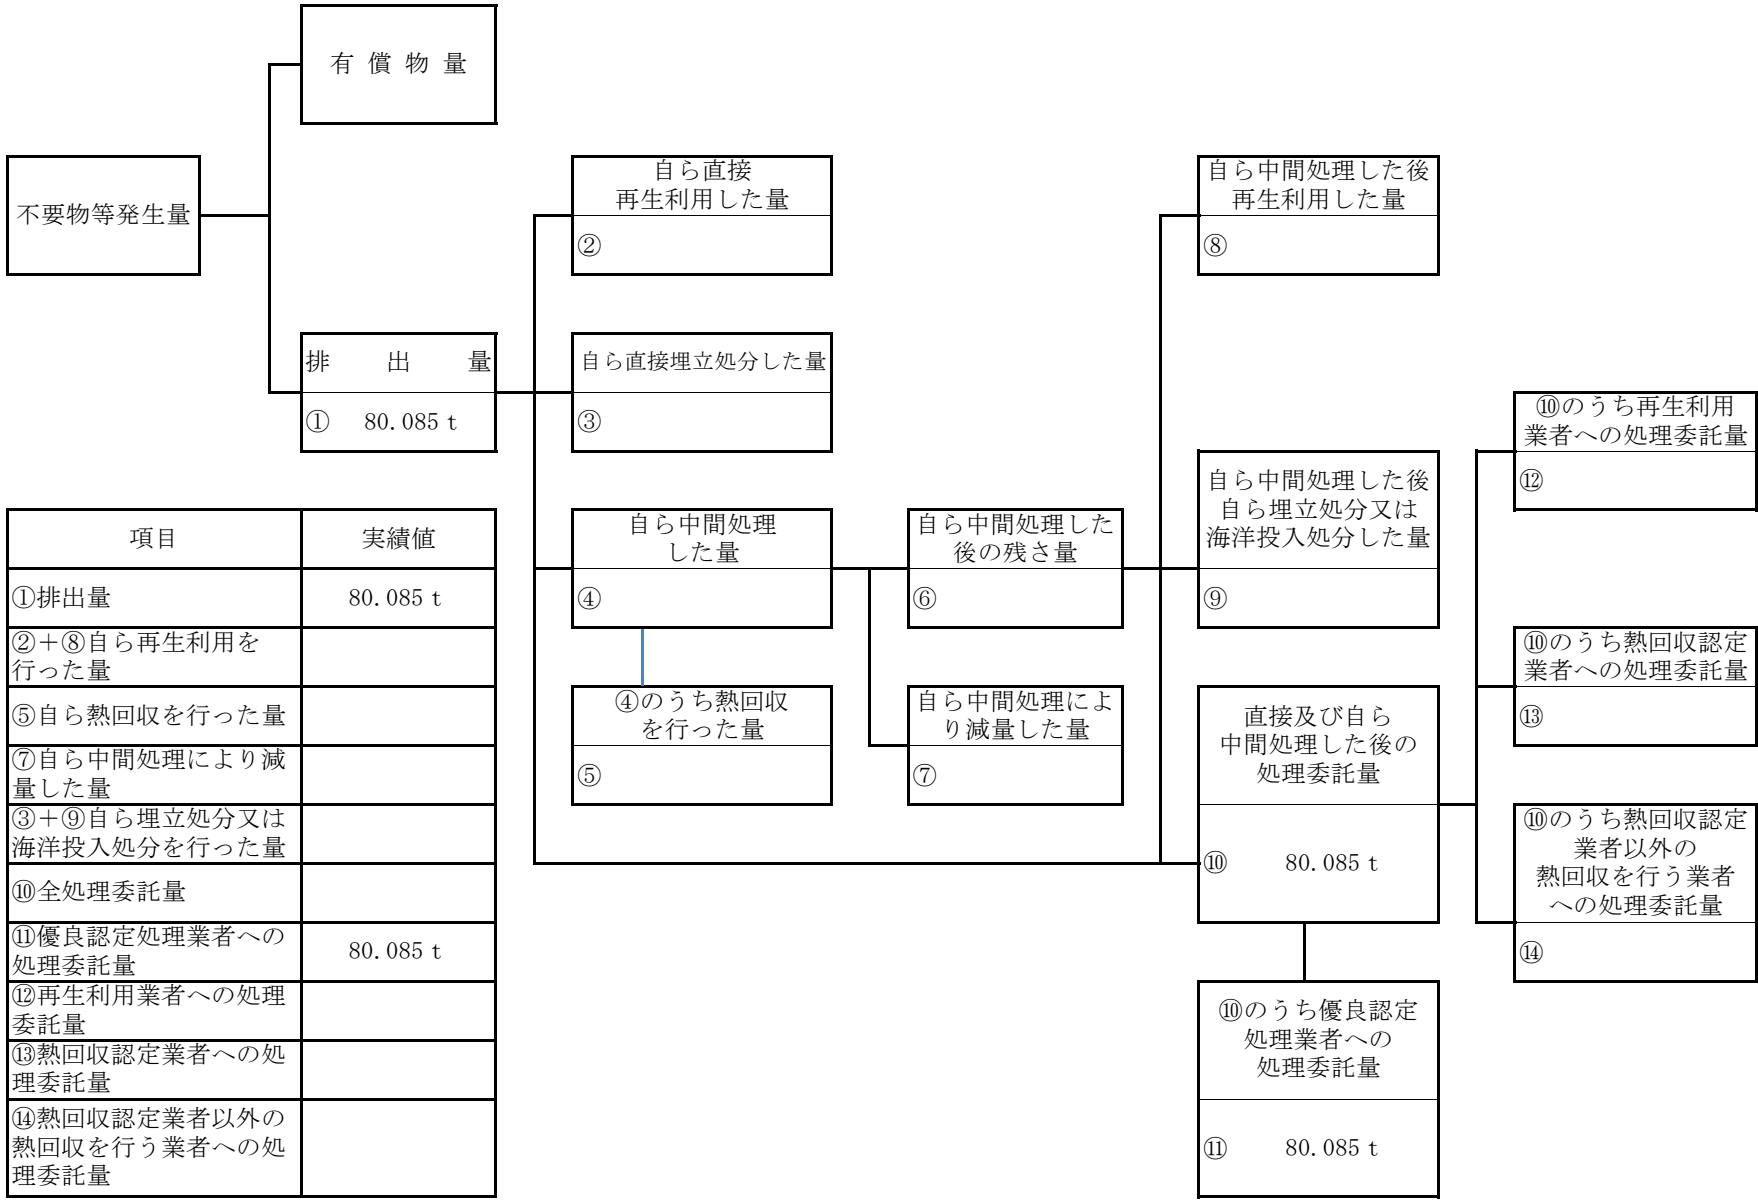 有償物量
不要物等発生量
自ら直接
再生利用した量
②
自ら中間処理した後
再生利用した量
⑧
排出量
① 80.085 t
自ら直接埋立処分した量
③
⑩のうち再生利用
業者への処理委託量
⑫
自ら中間処理した後
自ら埋立処分又は
海洋投入処分した量
⑨
自ら中間処理
した量
④
自ら中間処理した
後の残さ量
⑥
④のうち熱回収
を行った量
⑤
自ら中間処理によ
り減量した量
⑦
直接及び自ら
中間処理した後の
処理委託量
⑩ 80.085 t
⑩のうち熱回収認定
業者への処理委託量
⑬
⑩のうち熱回収認定
業者以外の
熱回収を行う業者
への処理委託量
⑭
⑩のうち優良認定
処理業者への
処理委託量
⑪ 80.085 t
項目 実績値
①排出量 80.085 t
②＋⑧自ら再生利用を
行った量
⑤自ら熱回収を行った量
⑦自ら中間処理により減
量した量
③＋⑨自ら埋立処分又は
海洋投入処分を行った量
⑩全処理委託量
⑪優良認定処理業者への
処理委託量 80.085 t
⑫再生利用業者への処理
委託量
⑬熱回収認定業者への処
理委託量
⑭熱回収認定業者以外の
熱回収を行う業者への処
理委託量